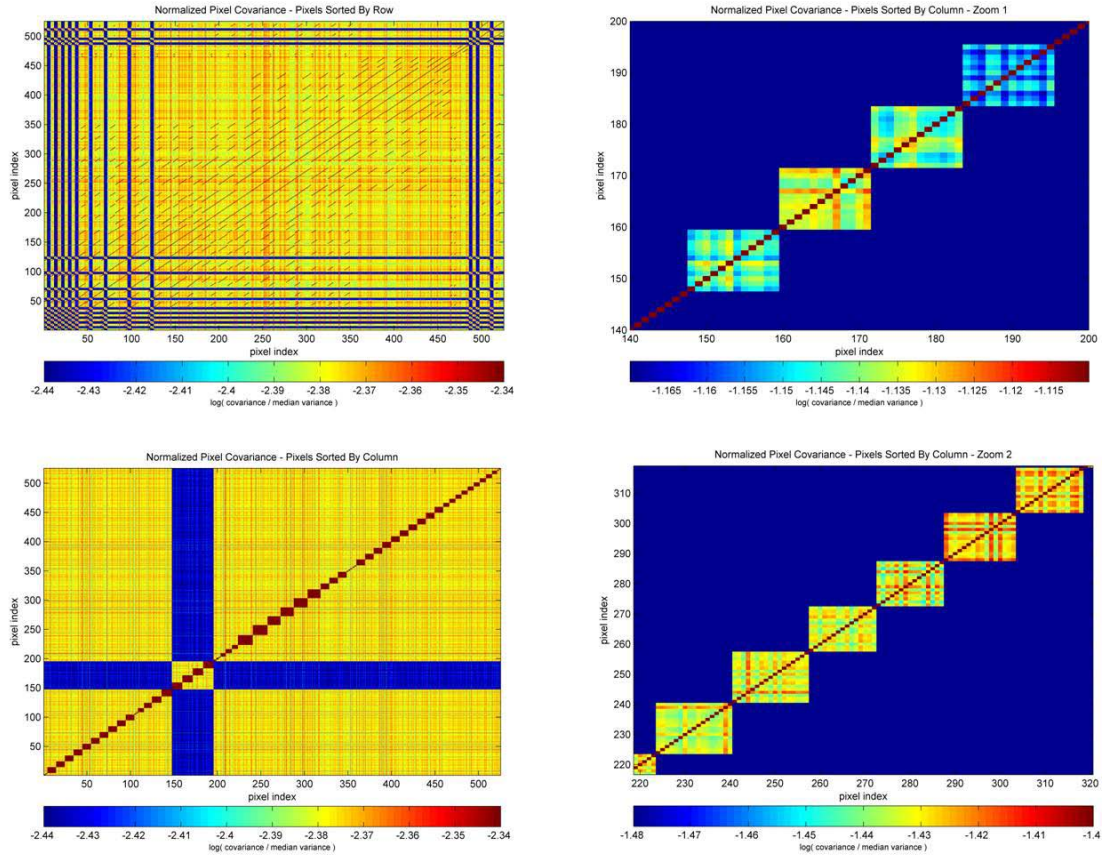 Normalized Pixel Covariance - Pixels Sorted By Row
500
450
400
350
300
250
200
150
100
50
pixel index
50 100 150 200 250 300 350 400 450 500
pixel index
-2.44 -2.43 -2.41 -2.4 -2.38 -2.37 -2.36 -2.35 -2.34
log( covariance / median variance )
Normalized Pixel Covariance - Pixels Sorted By Column - Zoom 1
200
190
180
170
160
150
140
pixel index
150 160 170 180 190 200
pixel index
-1.165 -1.16 -1.155 -1.15 -1.145 -1.14 -1.135 -1.13 -1.125 -1.12 -1.115
log( covariance / median variance )
Normalized Pixel Covariance - Pixels Sorted By Column
500
450
400
350
300
250
200
150
100
50
pixel index
50 100 150 200 250 300 350 400 450 500
pixel index
-2.44 -2.43 -2.41 -2.4 -2.38 -2.37 -2.36 -2.35 -2.34
log( covariance / median variance )
Normalized Pixel Covariance - Pixels Sorted By Column - Zoom 2
310
300
290
280
270
260
250
240
230
220
pixel index
220 230 240 250 260 270 280 290 300 310 320
pixel index
-1.48 -1.47 -1.46 -1.45 -1.44 -1.43 -1.42 -1.41 -1.4
log( covariance / median variance )